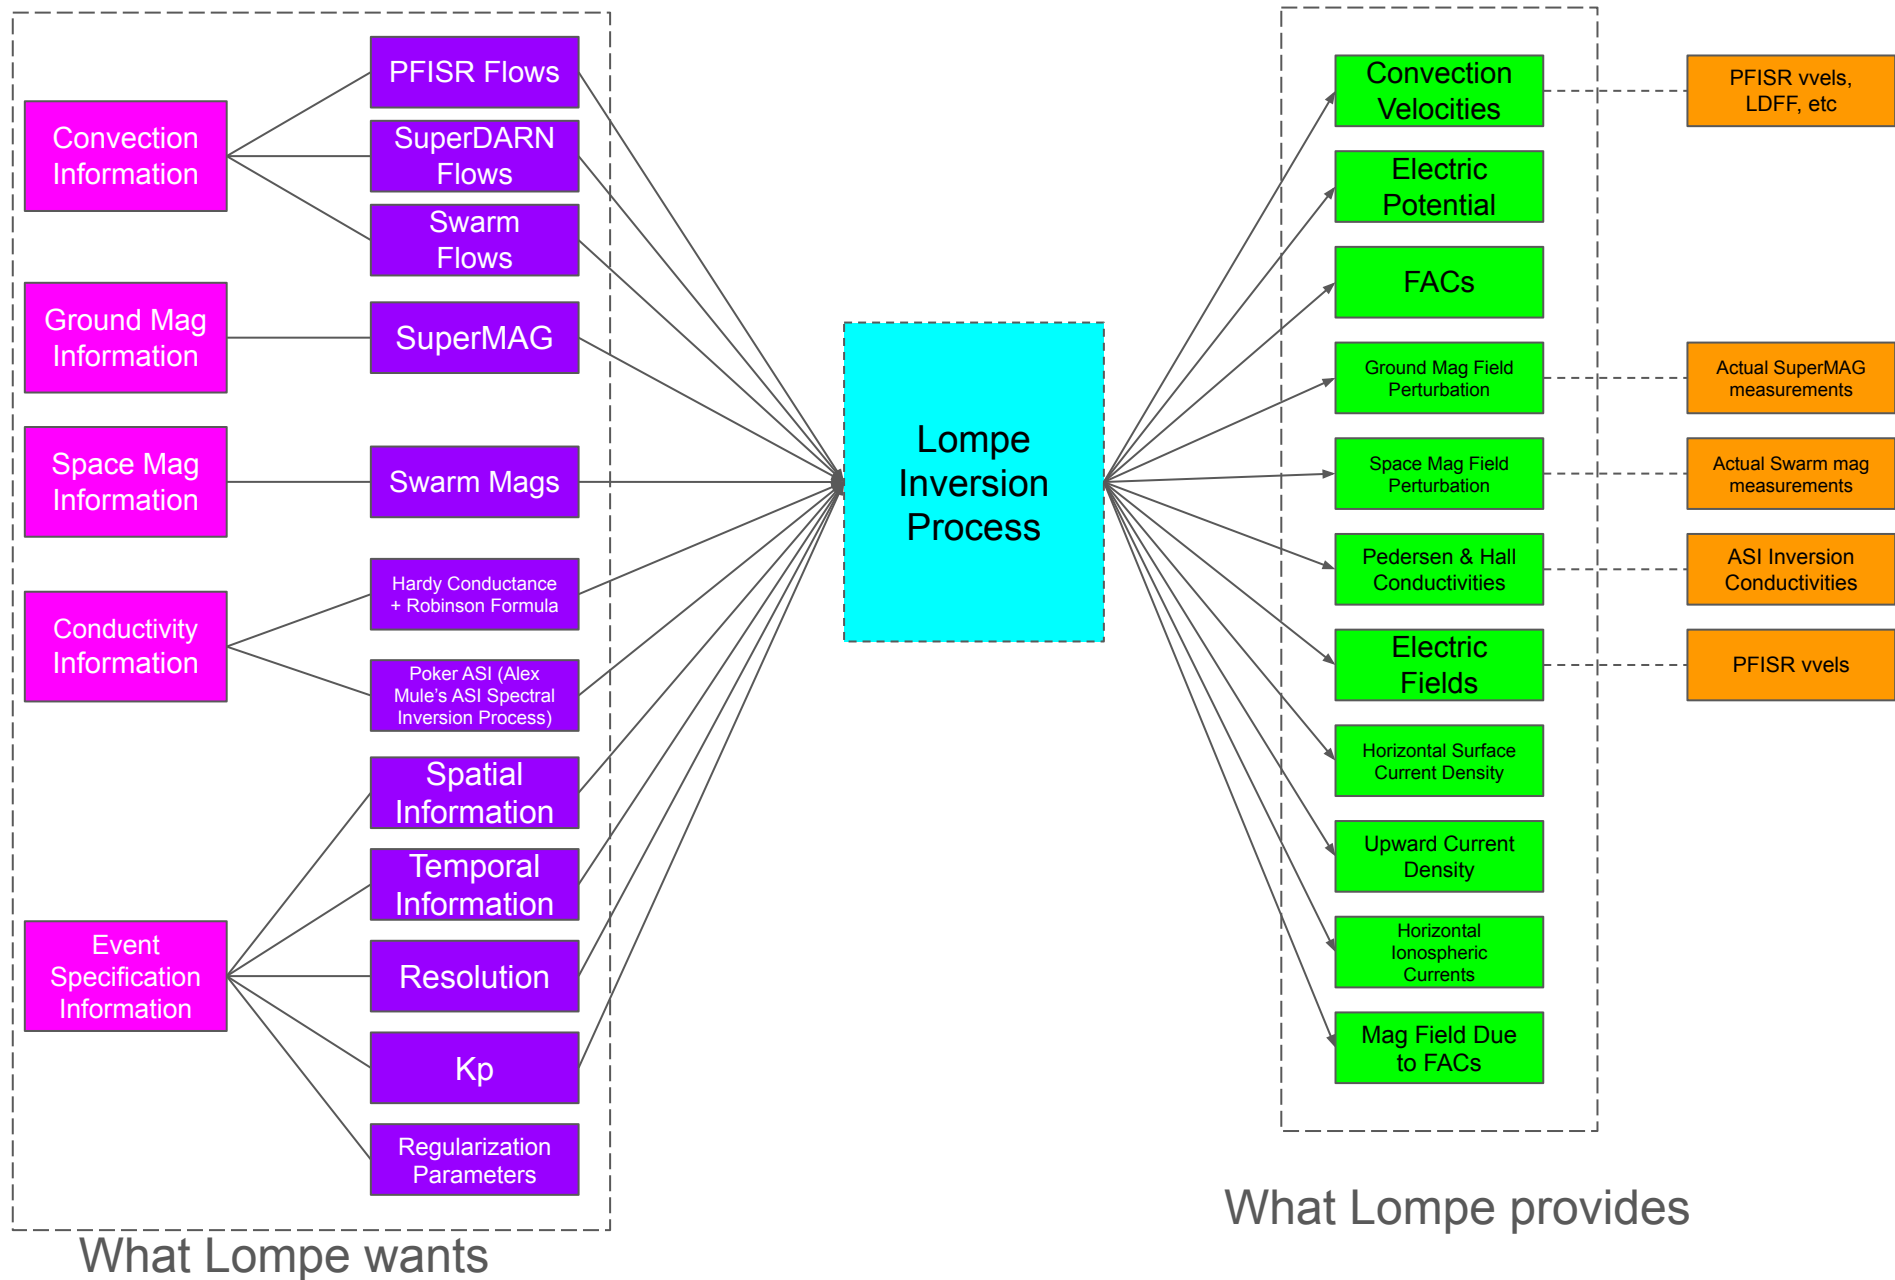 Convection
Information
PFISR Flows
SuperDARN
Flows
Swarm
Flows
Ground Mag
Information
SuperMAG
Space Mag
Information
Swarm Mags
Conductivity
Information
Hardy Conductance
+ Robinson Formula
Poker ASI (Alex
Mule's ASI Spectral
Inversion Process)
Event
Specification
Information
Spatial
Information
Temporal
Information
Resolution
Kp
Regularization
Parameters
What Lompe wants
Lompe
Inversion
Process
Convection
Velocities
PFISR vvels,
LDFF, etc
Electric
Potential
FACs
Ground Mag Field
Perturbation
Actual SuperMAG
measurements
Space Mag Field
Perturbation
Actual Swarm mag
measurements
Pedersen & Hall
Conductivities
ASI Inversion
Conductivities
Electric
Fields
PFISR vvels
Horizontal Surface
Current Density
Upward Current
Density
Horizontal
Ionospheric
Currents
Mag Field Due
to FACs
What Lompe provides